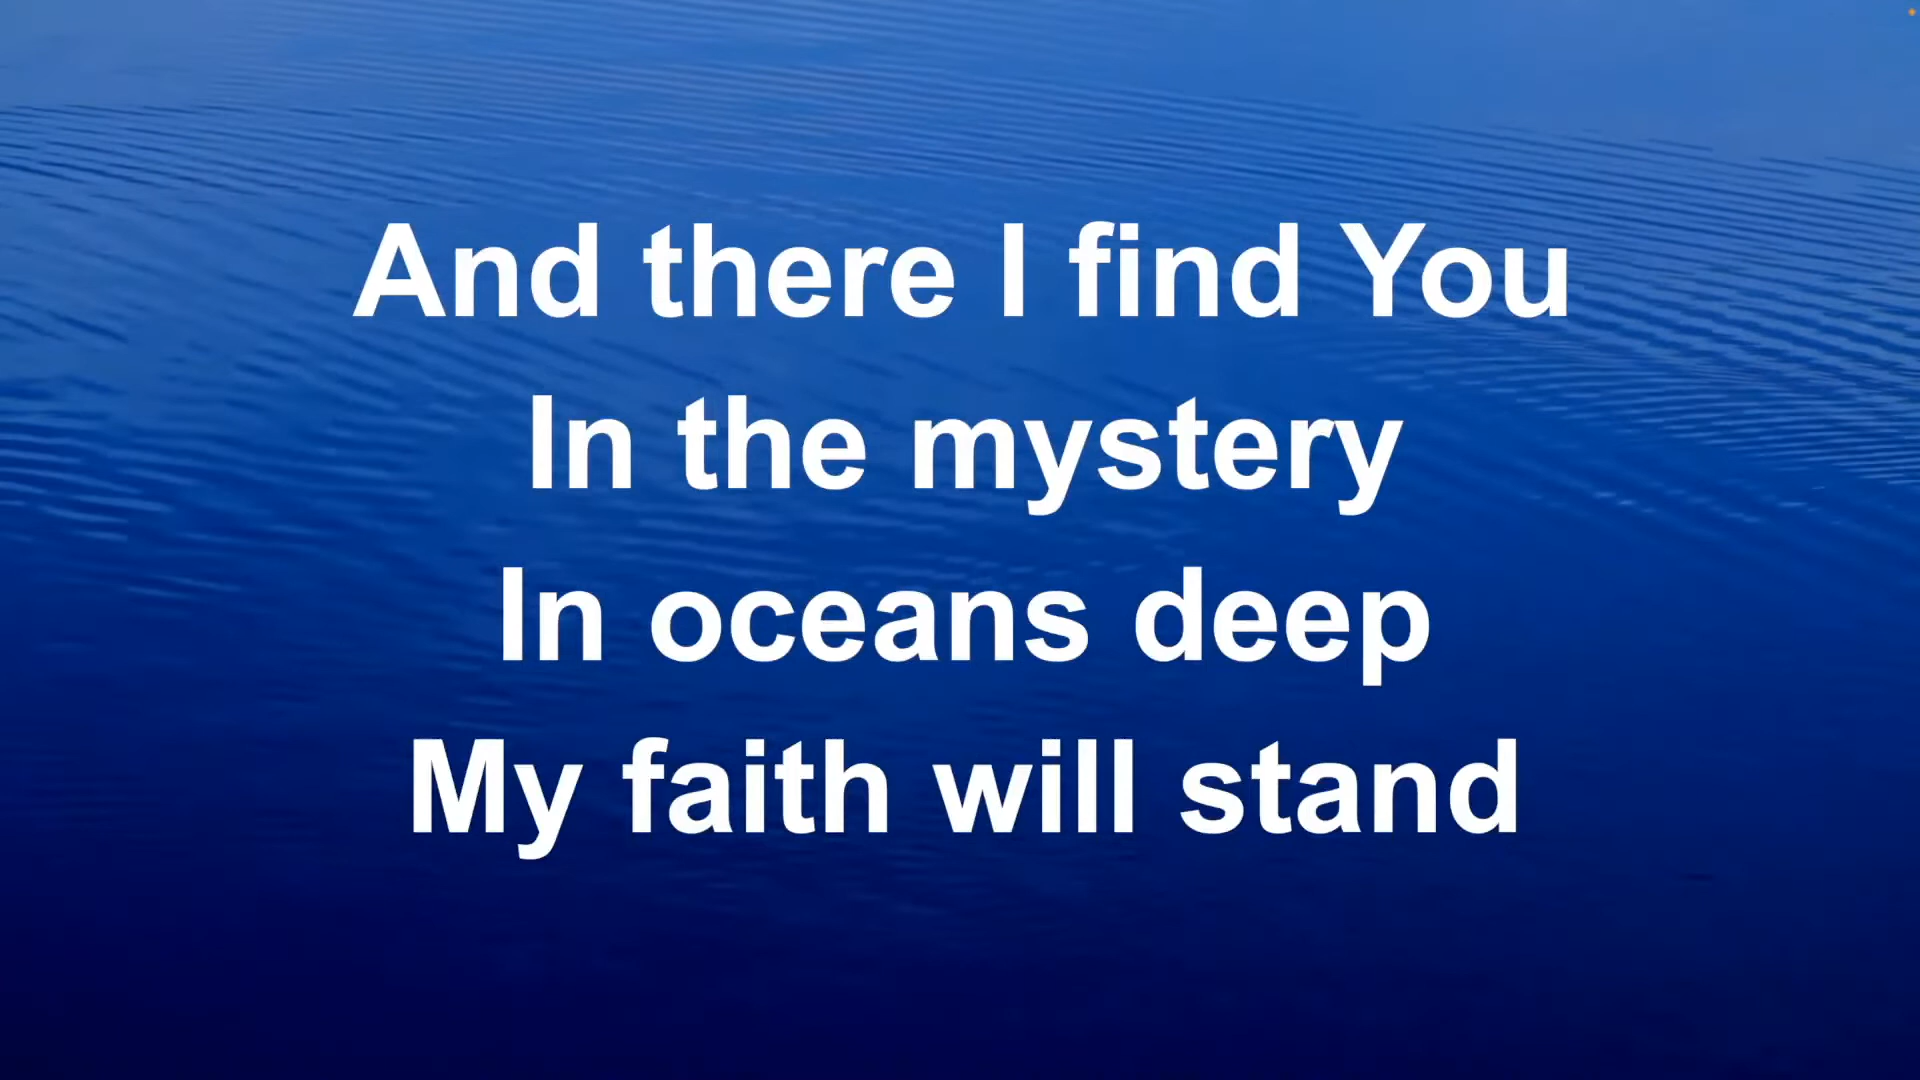 And there I find You
In the mystery
In oceans deep
My faith will stand